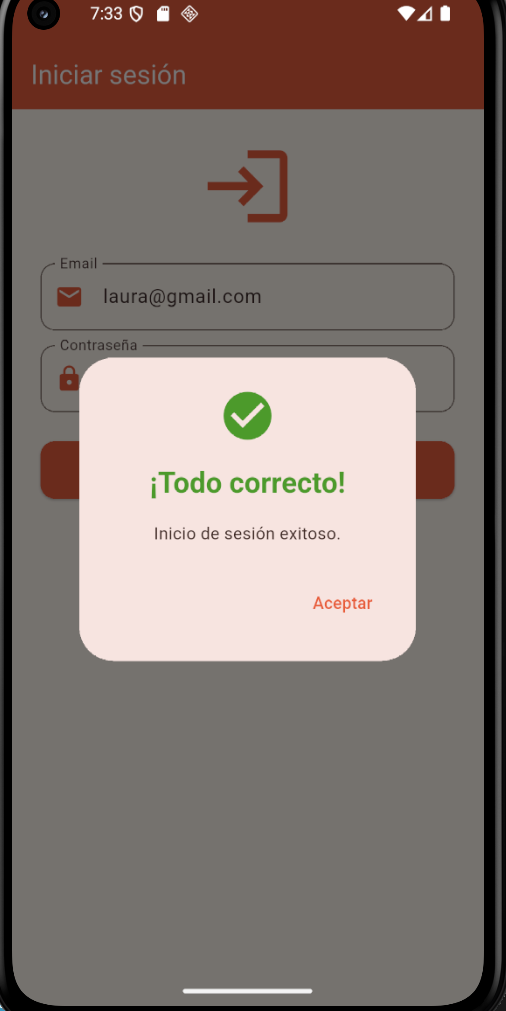 7:33
Iniciar sesión
Email
laura@gmail.com
Contraseña
¡Todo correcto!
Inicio de sesión exitoso.
Aceptar